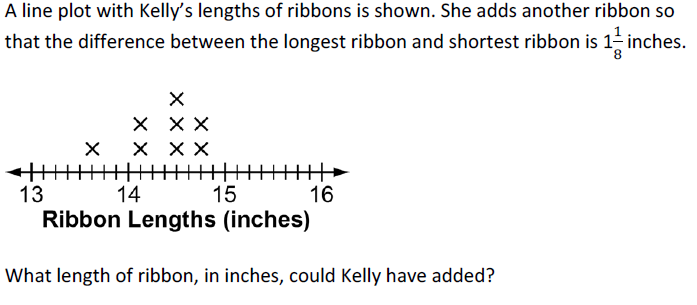 A line plot with Kelly’s lengths of ribbons is shown. She adds another ribbon so
that the difference between the longest ribbon and shortest ribbon is 1 1/8 inches.
13 14 15 16
Ribbon Lengths (inches)
What length of ribbon, in inches, could Kelly have added?